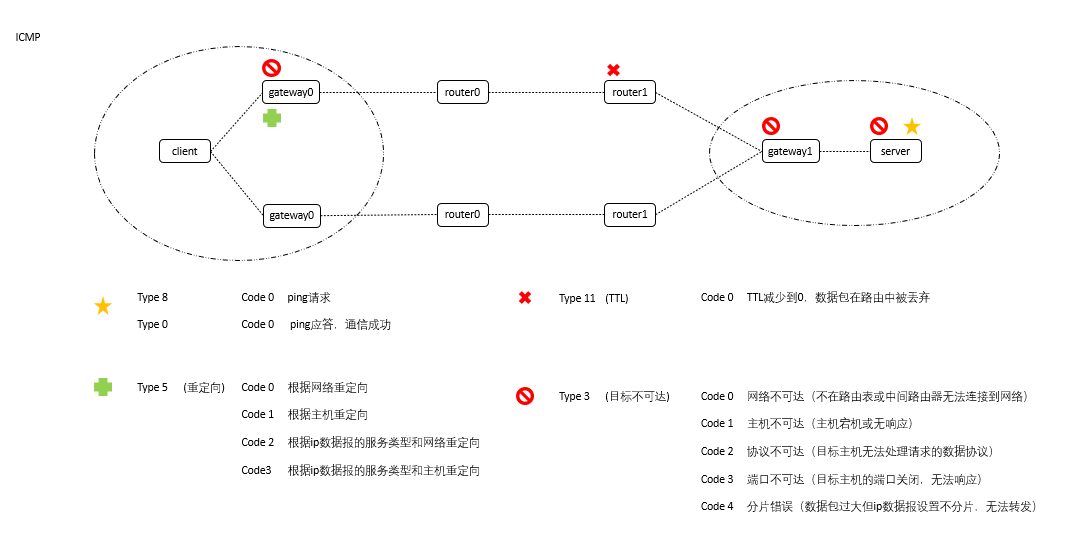 ICMP
gateway0
router0
router1
client
gateway1
server
gateway0
router0
router1
Type 8 Code 0 ping请求
Type 0 Code 0 ping应答，通信成功
Type 11 (TTL) Code 0 TTL减少到0，数据包在路由中被丢弃
Type 5 (重定向) Code 0 根据网络重定向
Code 1 根据主机重定向
Code 2 根据ip数据报的服务类型和网络重定向
Code3 根据ip数据报的服务类型和主机重定向
Type 3 (目标不可达) Code 0 网络不可达（不在路由表或中间路由器无法连接到网络）
Code 1 主机不可达（主机宕机或无响应）
Code 2 协议不可达（目标主机无法处理请求的数据协议）
Code 3 端口不可达（目标主机的端口关闭，无法响应）
Code 4 分片错误（数据包过大但ip数据报设置不分片，无法转发）